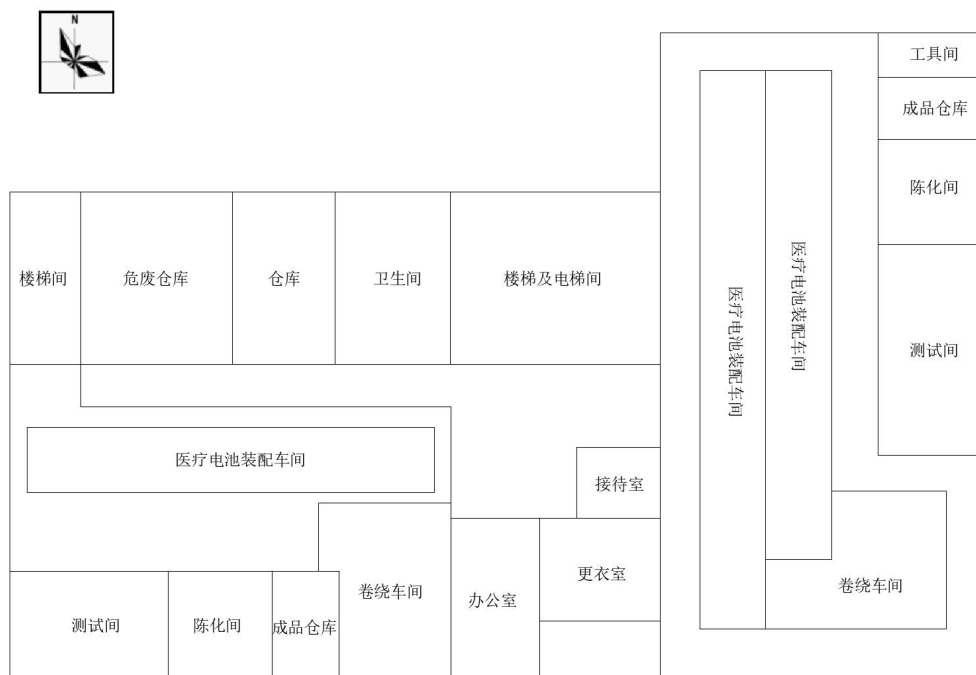 N
工具间
成品仓库
陈化间
楼梯间
危废仓库
仓库
卫生间
楼梯及电梯间
医疗电池装配车间
医疗电池装配车间
测试间
医疗电池装配车间
接待室
卷绕车间
办公室
更衣室
卷绕车间
测试间
陈化间
成品仓库